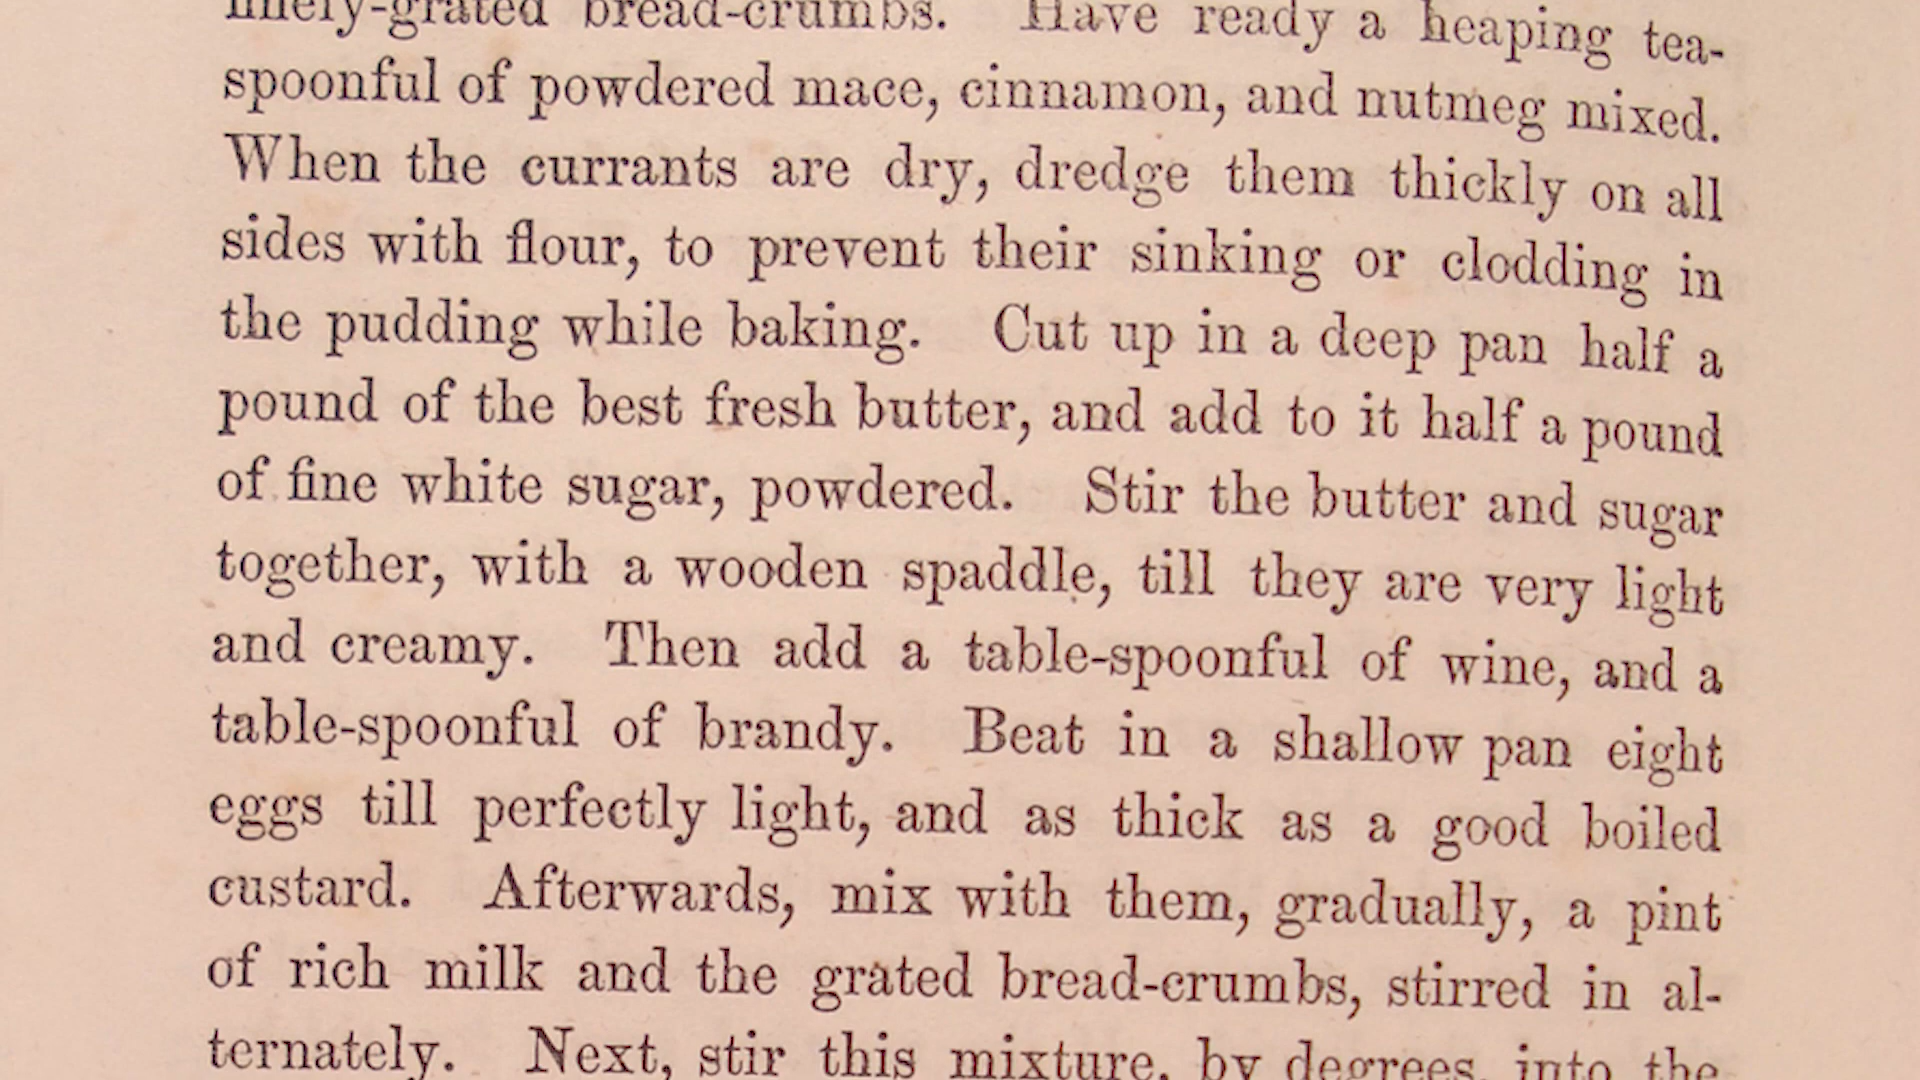 finely-grated bread-crumbs. Have ready a heaping tea-
spoonful of powdered mace, cinnamon, and nutmeg mixed.
When the currants are dry, dredge them thickly on all
sides with flour, to prevent their sinking or clodding in
the pudding while baking. Cut up in a deep pan half a
pound of the best fresh butter, and add to it half a pound
of fine white sugar, powdered. Stir the butter and sugar
together, with a wooden spaddle, till they are very light
and creamy. Then add a table-spoonful of wine, and a
table-spoonful of brandy. Beat in a shallow pan eight
eggs till perfectly light, and as thick as a good boiled
custard. Afterwards, mix with them, gradually, a pint
of rich milk and the grated bread-crumbs, stirred in al-
ternately. Next, stir this mixture, by degrees, into the